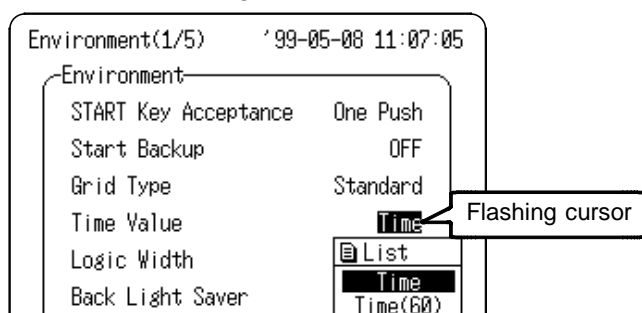 Environment(1/5) '99-05-08 11:07:05
Environment
START Key Acceptance One Push
Start Backup OFF
Grid Type Standard
Time Value Time
Flashing cursor
Logic Width
List
Time
Back Light Saver
Time(60)